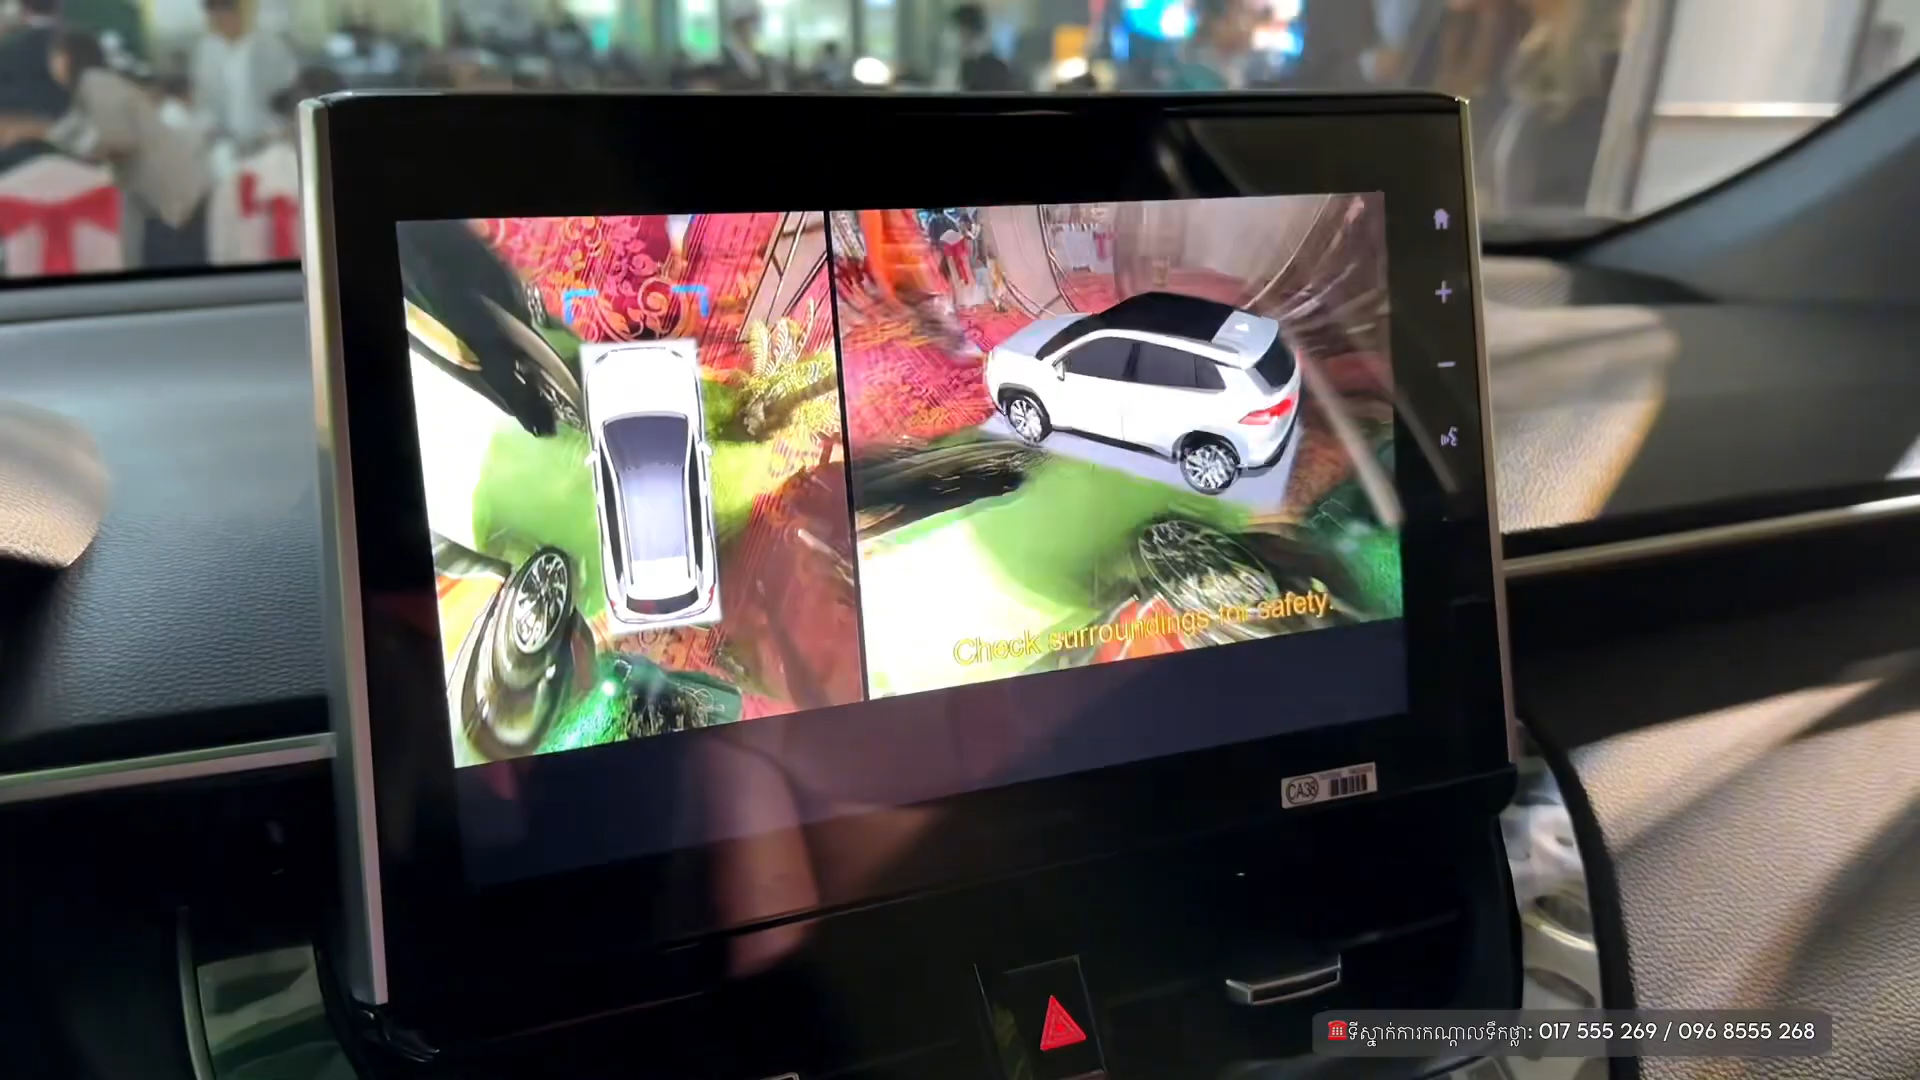 Check surroundings for safety.
CA38
☎ទីស្នាក់ការកណ្តាលទឹកថ្លា: 017 555 269 / 096 8555 268